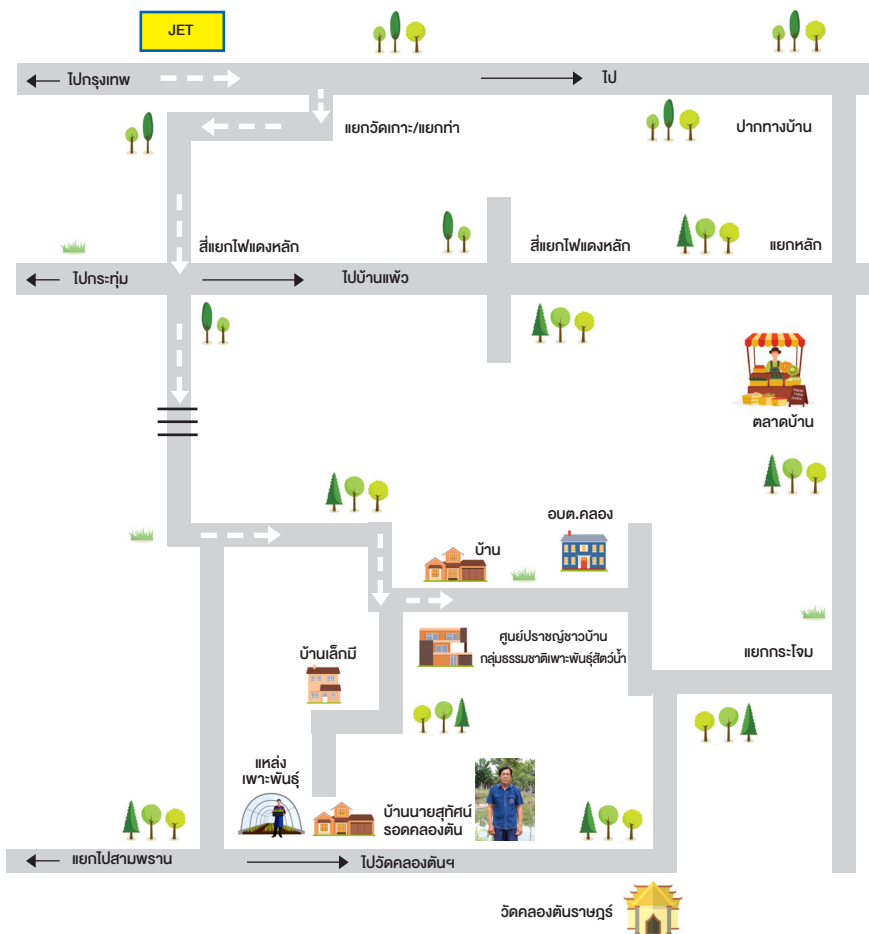 JET
ไปกรุงเทพ
ไป
แยกวัดเกาะ/แยกท่า
ปากทางบ้าน
สี่แยกไฟแดงหลัก
สี่แยกไฟแดงหลัก
แยกหลัก
ไปกระทุ่ม
ไปบ้านแพ้ว
ตลาดบ้าน
อบต.คลอง
บ้าน
ศูนย์ปราชญ์ชาวบ้าน
กลุ่มธรรมชาติเพาะพันธุ์สัตว์น้ำ
บ้านเล็กมี
แยกกระโจม
แหล่ง
เพาะพันธุ์
บ้านนายสุทัศน์
รอดคลองตัน
แยกไปสามพราน
ไปวัดคลองตันฯ
วัดคลองตันราษฎร์